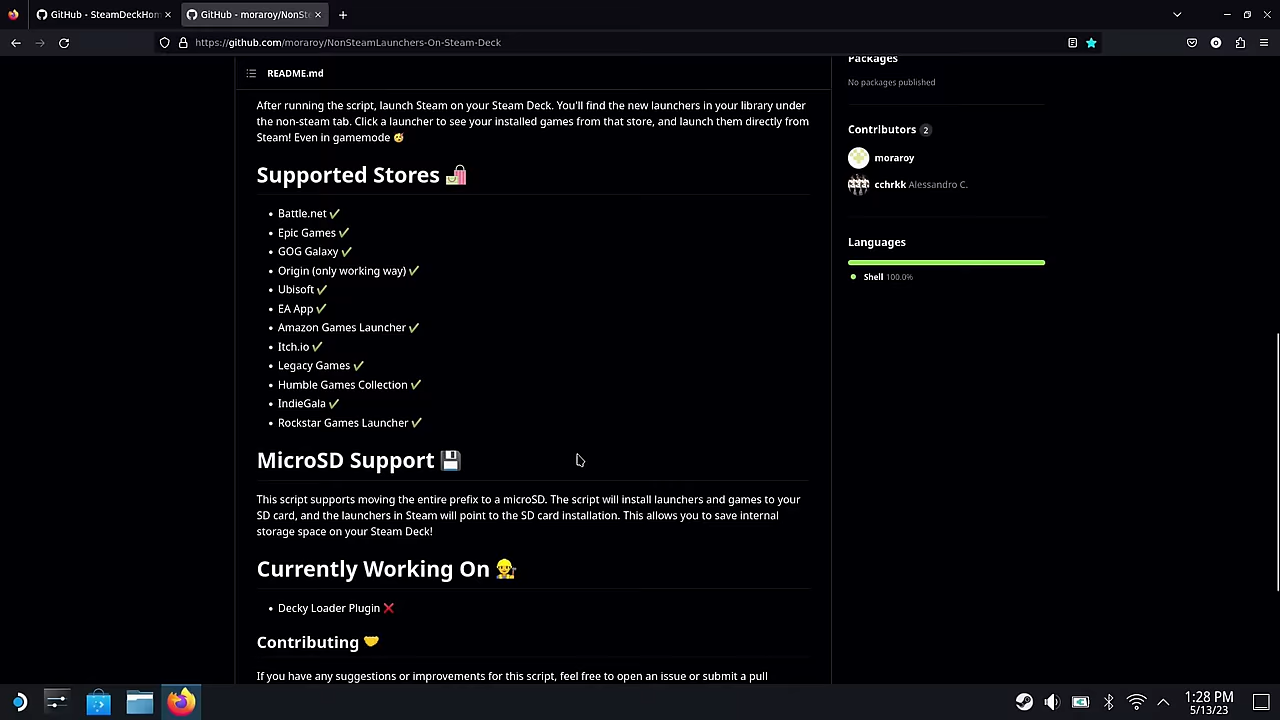 GitHub - SteamDeckHom
GitHub - moraroy/NonSte
https://github.com/moraroy/NonSteamLaunchers-On-Steam-Deck
README.md
After running the script, launch Steam on your Steam Deck. You'll find the new launchers in your library under
the non-steam tab. Click a launcher to see your installed games from that store, and launch them directly from
Steam! Even in gamemode 🥳
Supported Stores 🛍️
• Battle.net ✓
• Epic Games ✓
• GOG Galaxy ✓
• Origin (only working way) ✓
• Ubisoft ✓
• EA App ✓
• Amazon Games Launcher ✓
• Itch.io ✓
• Legacy Games ✓
• Humble Games Collection ✓
• IndieGala ✓
• Rockstar Games Launcher ✓
MicroSD Support 💾
This script supports moving the entire prefix to a microSD. The script will install launchers and games to your
SD card, and the launchers in Steam will point to the SD card installation. This allows you to save internal
storage space on your Steam Deck!
Currently Working On 👷
• Decky Loader Plugin ❌
Contributing 🤝
If you have any suggestions or improvements for this script, feel free to open an issue or submit a pull
Packages
No packages published
Contributors 2
moraroy
cchrkk Alessandro C.
Languages
Shell 100.0%
1:28 PM
5/13/23